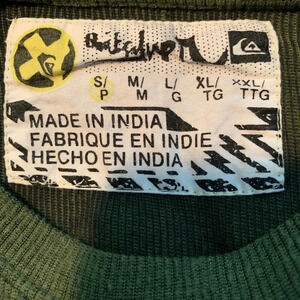 Quiksilver
S/ M/ L/ XL/ XXL/
P M G TG TTG
MADE IN INDIA
FABRIQUE EN INDIE
HECHO EN INDIA